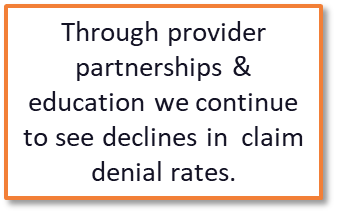 Through provider
partnerships &
education we continue
to see declines in  claim
denial rates.